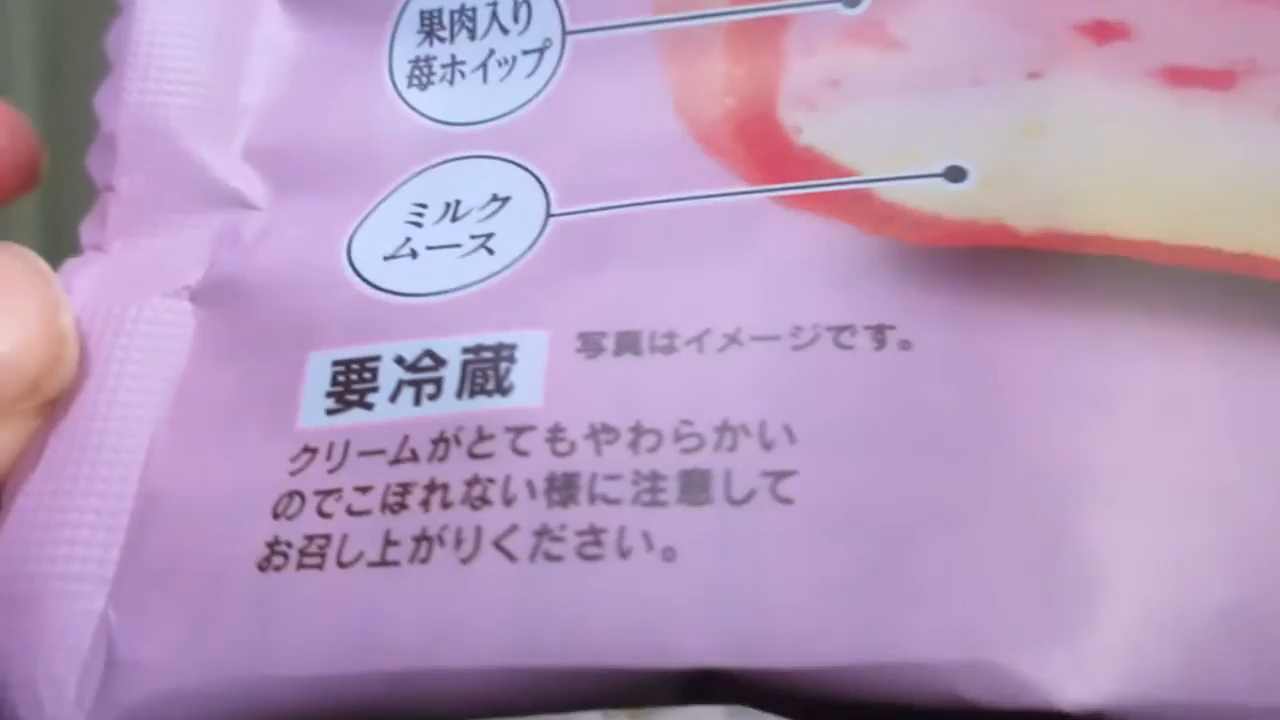 果肉入り
苺ホイップ
ミルク
ムース
要冷蔵
写真はイメージです。
クリームがとてもやわらかい
のでこぼれない様に注意して
お召し上がりください。